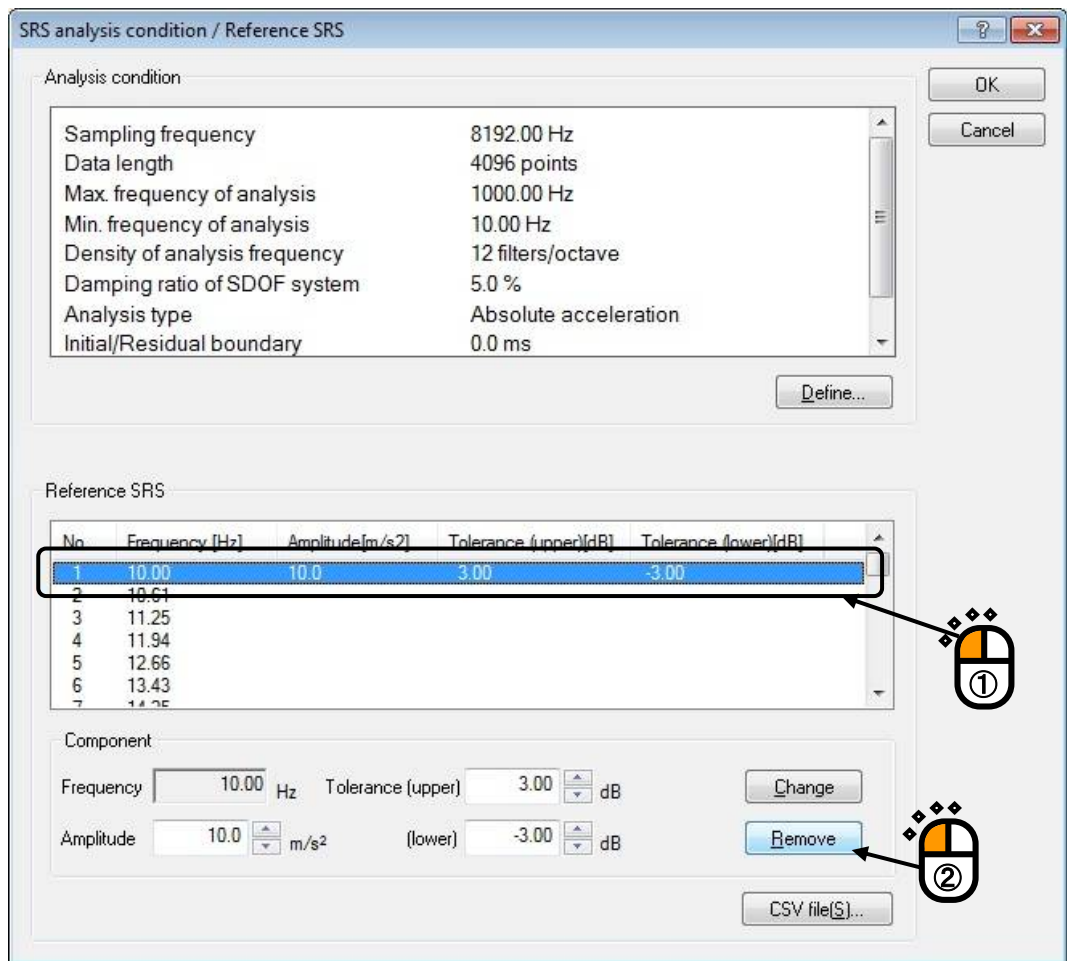 SRS analysis condition / Reference SRS
?
Analysis condition
OK
Cancel
Sampling frequency 8192.00 Hz
Data length 4096 points
Max. frequency of analysis 1000.00 Hz
Min. frequency of analysis 10.00 Hz
Density of analysis frequency 12 filters/octave
Damping ratio of SDOF system 5.0 %
Analysis type Absolute acceleration
Initial/Residual boundary 0.0 ms
Define...
Reference SRS
No. Frequency [Hz] Amplitude[m/s2] Tolerance (upper)[dB] Tolerance (lower)[dB]
1 10.00 10.0 3.00 -3.00
2 10.61
3 11.25
4 11.94
5 12.66
6 13.43
7 14.25
①
Component
Frequency 10.00 Hz Tolerance (upper) 3.00 dB Change
Amplitude 10.0 m/s2 (lower) -3.00 dB Remove
②
CSV file(S)...